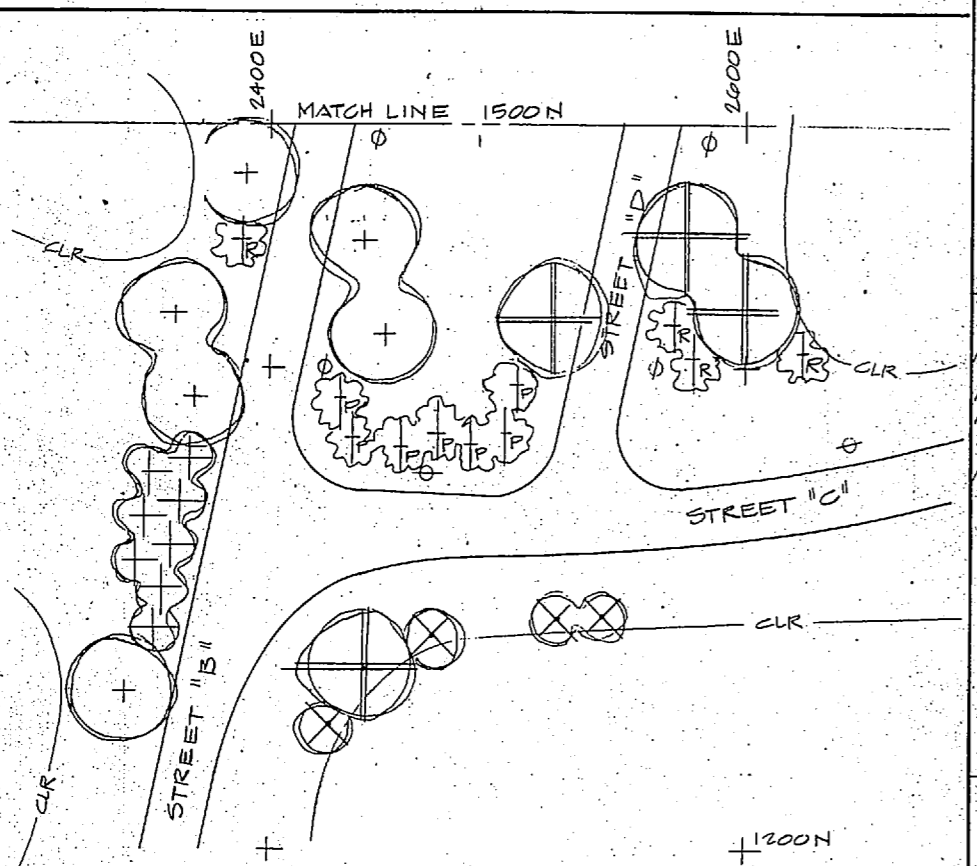 2400E
2600E
MATCH LINE 1500N
STREET "D"
CLR
R
R
R
R
CLR
P
P
P
P
P
P
P
STREET "C"
CLR
STREET "B"
CLR
1200N